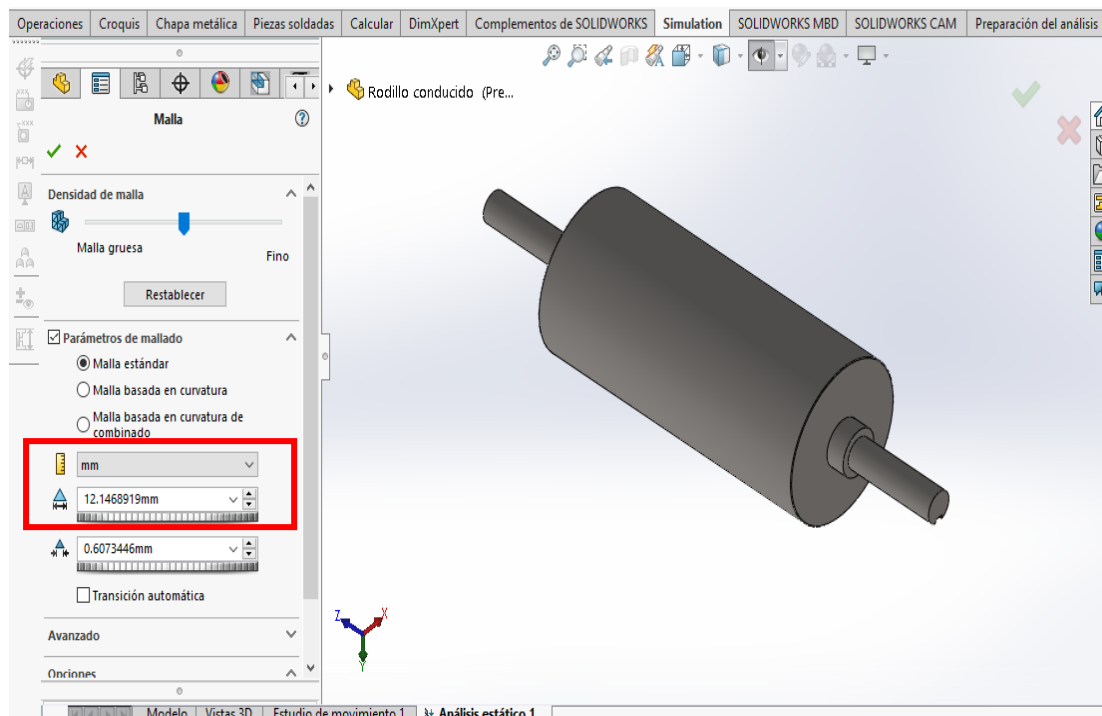 Operaciones Croquis Chapa metálica Piezas soldadas Calcular DimXpert Complementos de SOLIDWORKS Simulation SOLIDWORKS MBD SOLIDWORKS CAM Preparación del análisis
Rodillo conducido (Pre...
Malla
Densidad de malla
Malla gruesa
Fino
Restablecer
Parámetros de mallado
Malla estándar
Malla basada en curvatura
Malla basada en curvatura de
combinado
mm
12.1468919mm
0.6073446mm
Transición automática
Avanzado
Opciones
Z X
Y
Modelo Vistas 3D Estudio de movimiento 1 Análisis estático 1